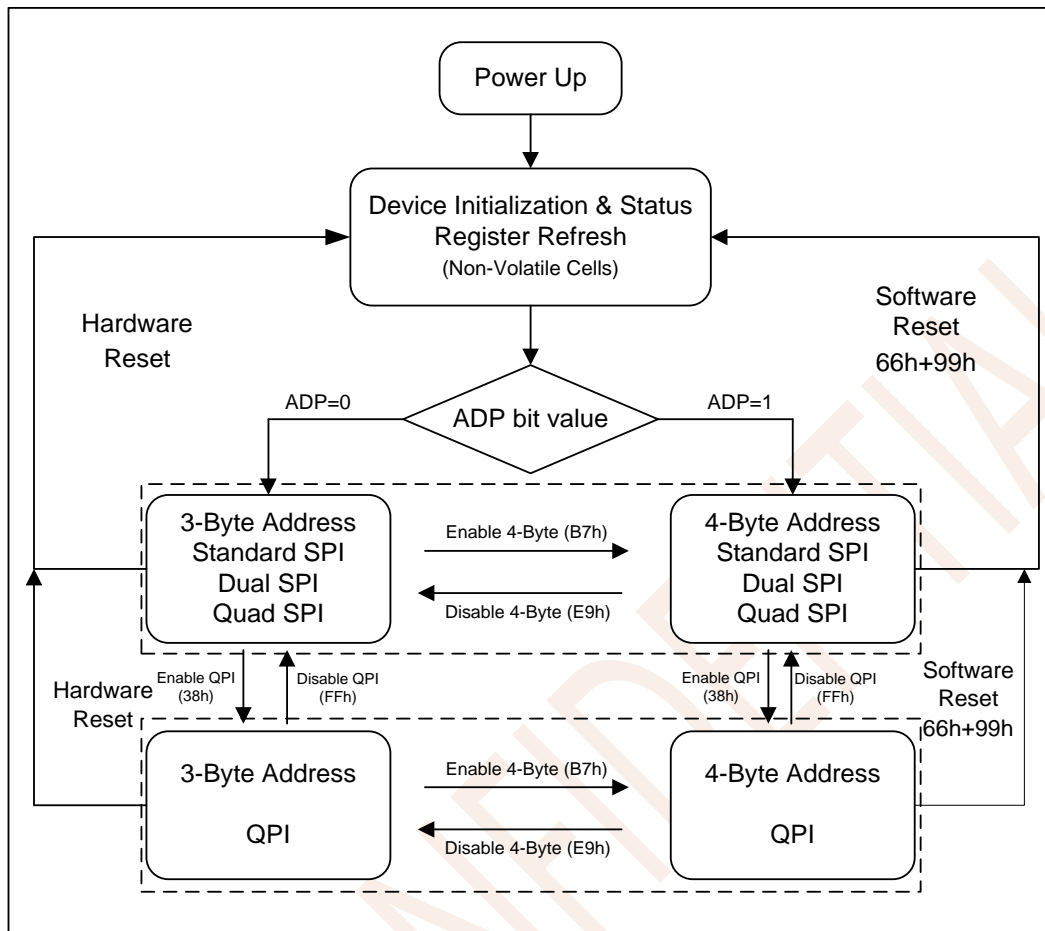 Power Up
Device Initialization & Status
Register Refresh
(Non-Volatile Cells)
Hardware
Reset
Software
Reset
66h+99h
ADP=0
ADP bit value
ADP=1
3-Byte Address
Standard SPI
Dual SPI
Quad SPI
Enable 4-Byte (B7h)
Disable 4-Byte (E9h)
4-Byte Address
Standard SPI
Dual SPI
Quad SPI
Hardware
Reset
Enable QPI
(38h)
Disable QPI
(FFh)
Enable QPI
(38h)
Disable QPI
(FFh)
Software
Reset
66h+99h
3-Byte Address
QPI
Enable 4-Byte (B7h)
Disable 4-Byte (E9h)
4-Byte Address
QPI
NFIDENTIAL